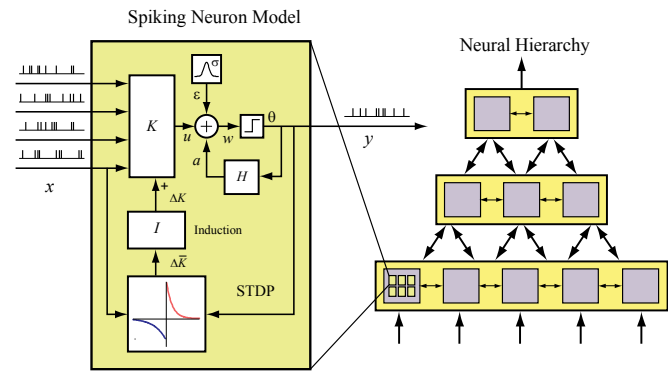 Spiking Neuron Model
Neural Hierarchy
σ
ε
θ
K
u
w
y
a
H
x
+
ΔK
I
Induction
ΔK̅
STDP